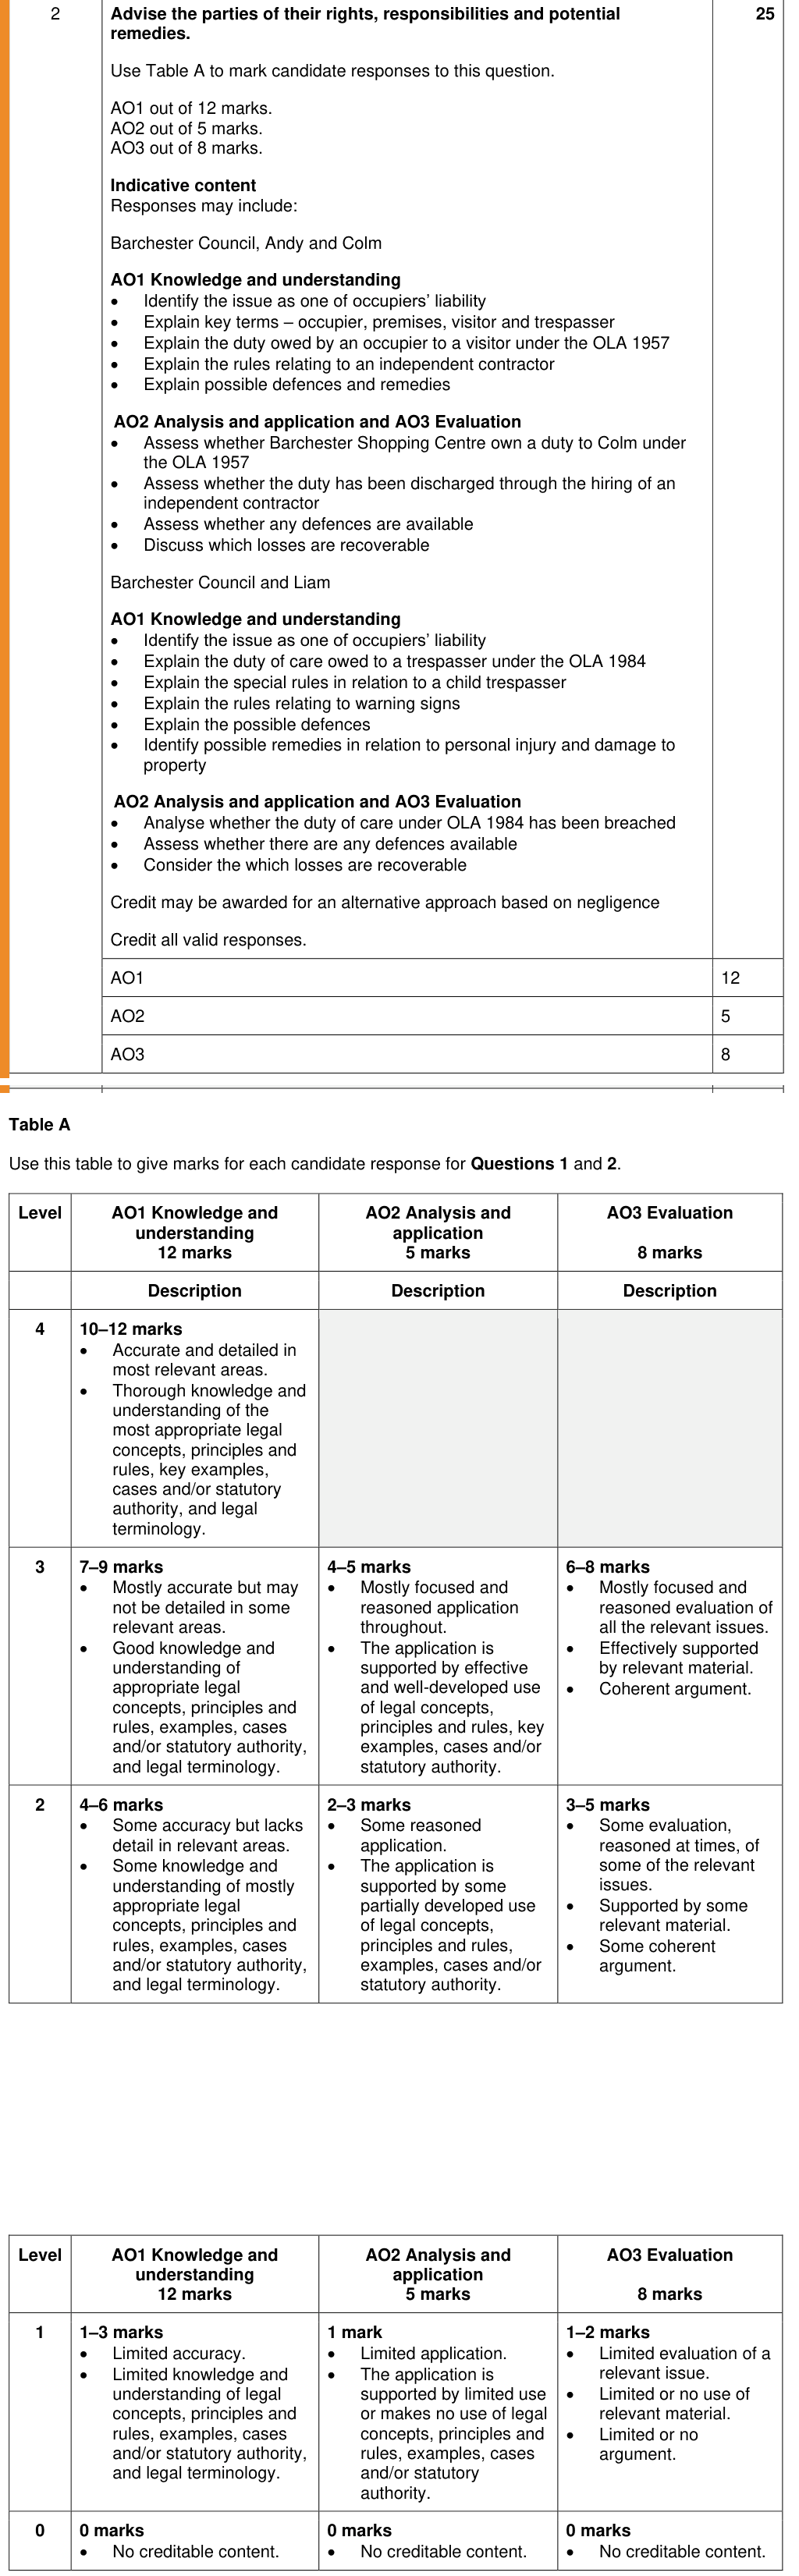 2
Advise the parties of their rights, responsibilities and potential
25
remedies.
Use Table A to mark candidate responses to this question.
AO1 out of 12 marks.
AO2 out of 5 marks.
AO3 out of 8 marks.
Indicative content
Responses may include:
Barchester Council, Andy and Colm
AO1 Knowledge and understanding
• Identify the issue as one of occupiers' liability
• Explain key terms – occupier, premises, visitor and trespasser
• Explain the duty owed by an occupier to a visitor under the OLA 1957
• Explain the rules relating to an independent contractor
• Explain possible defences and remedies
AO2 Analysis and application and AO3 Evaluation
• Assess whether Barchester Shopping Centre own a duty to Colm under
the OLA 1957
• Assess whether the duty has been discharged through the hiring of an
independent contractor
• Assess whether any defences are available
• Discuss which losses are recoverable
Barchester Council and Liam
AO1 Knowledge and understanding
• Identify the issue as one of occupiers' liability
• Explain the duty of care owed to a trespasser under the OLA 1984
• Explain the special rules in relation to a child trespasser
• Explain the rules relating to warning signs
• Explain the possible defences
• Identify possible remedies in relation to personal injury and damage to
property
AO2 Analysis and application and AO3 Evaluation
• Analyse whether the duty of care under OLA 1984 has been breached
• Assess whether there are any defences available
• Consider the which losses are recoverable
Credit may be awarded for an alternative approach based on negligence
Credit all valid responses.
AO1 12
AO2 5
AO3 8
Table A
Use this table to give marks for each candidate response for Questions 1 and 2.
Level
AO1 Knowledge and
understanding
12 marks
AO2 Analysis and
application
5 marks
AO3 Evaluation
8 marks
Description
Description
Description
4
10–12 marks
• Accurate and detailed in
most relevant areas.
• Thorough knowledge and
understanding of the
most appropriate legal
concepts, principles and
rules, key examples,
cases and/or statutory
authority, and legal
terminology.
3
7–9 marks
• Mostly accurate but may
not be detailed in some
relevant areas.
• Good knowledge and
understanding of
appropriate legal
concepts, principles and
rules, examples, cases
and/or statutory authority,
and legal terminology.
4–5 marks
• Mostly focused and
reasoned application
throughout.
• The application is
supported by effective
and well-developed use
of legal concepts,
principles and rules, key
examples, cases and/or
statutory authority.
6–8 marks
• Mostly focused and
reasoned evaluation of
all the relevant issues.
• Effectively supported
by relevant material.
• Coherent argument.
2
4–6 marks
• Some accuracy but lacks
detail in relevant areas.
• Some knowledge and
understanding of mostly
appropriate legal
concepts, principles and
rules, examples, cases
and/or statutory authority,
and legal terminology.
2–3 marks
• Some reasoned
application.
• The application is
supported by some
partially developed use
of legal concepts,
principles and rules,
examples, cases and/or
statutory authority.
3–5 marks
• Some evaluation,
reasoned at times, of
some of the relevant
issues.
• Supported by some
relevant material.
• Some coherent
argument.
Level
AO1 Knowledge and
understanding
12 marks
AO2 Analysis and
application
5 marks
AO3 Evaluation
8 marks
1
1–3 marks
• Limited accuracy.
• Limited knowledge and
understanding of legal
concepts, principles and
rules, examples, cases
and/or statutory authority,
and legal terminology.
1 mark
• Limited application.
• The application is
supported by limited use
or makes no use of legal
concepts, principles and
rules, examples, cases
and/or statutory
authority.
1–2 marks
• Limited evaluation of a
relevant issue.
• Limited or no use of
relevant material.
• Limited or no
argument.
0
0 marks
• No creditable content.
0 marks
• No creditable content.
0 marks
• No creditable content.